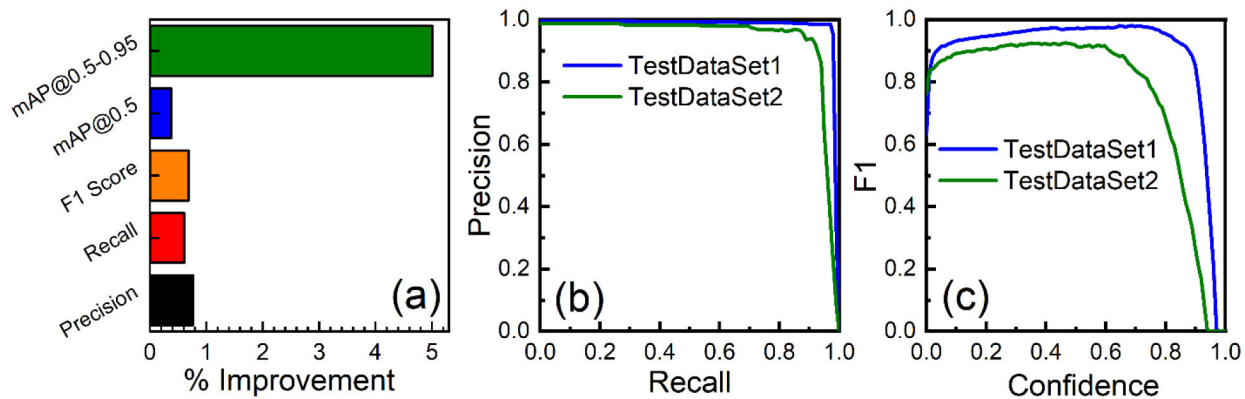 mAP@0.5-0.95
mAP@0.5
F1 Score
Recall
Precision
0 1 2 3 4 5
% Improvement
(a)
1.0
0.8
0.6
0.4
0.2
0.0
Precision
TestDataSet1
TestDataSet2
(b)
0.0 0.2 0.4 0.6 0.8 1.0
Recall
1.0
0.8
0.6
0.4
0.2
0.0
F1
TestDataSet1
TestDataSet2
(c)
0.0 0.2 0.4 0.6 0.8 1.0
Confidence